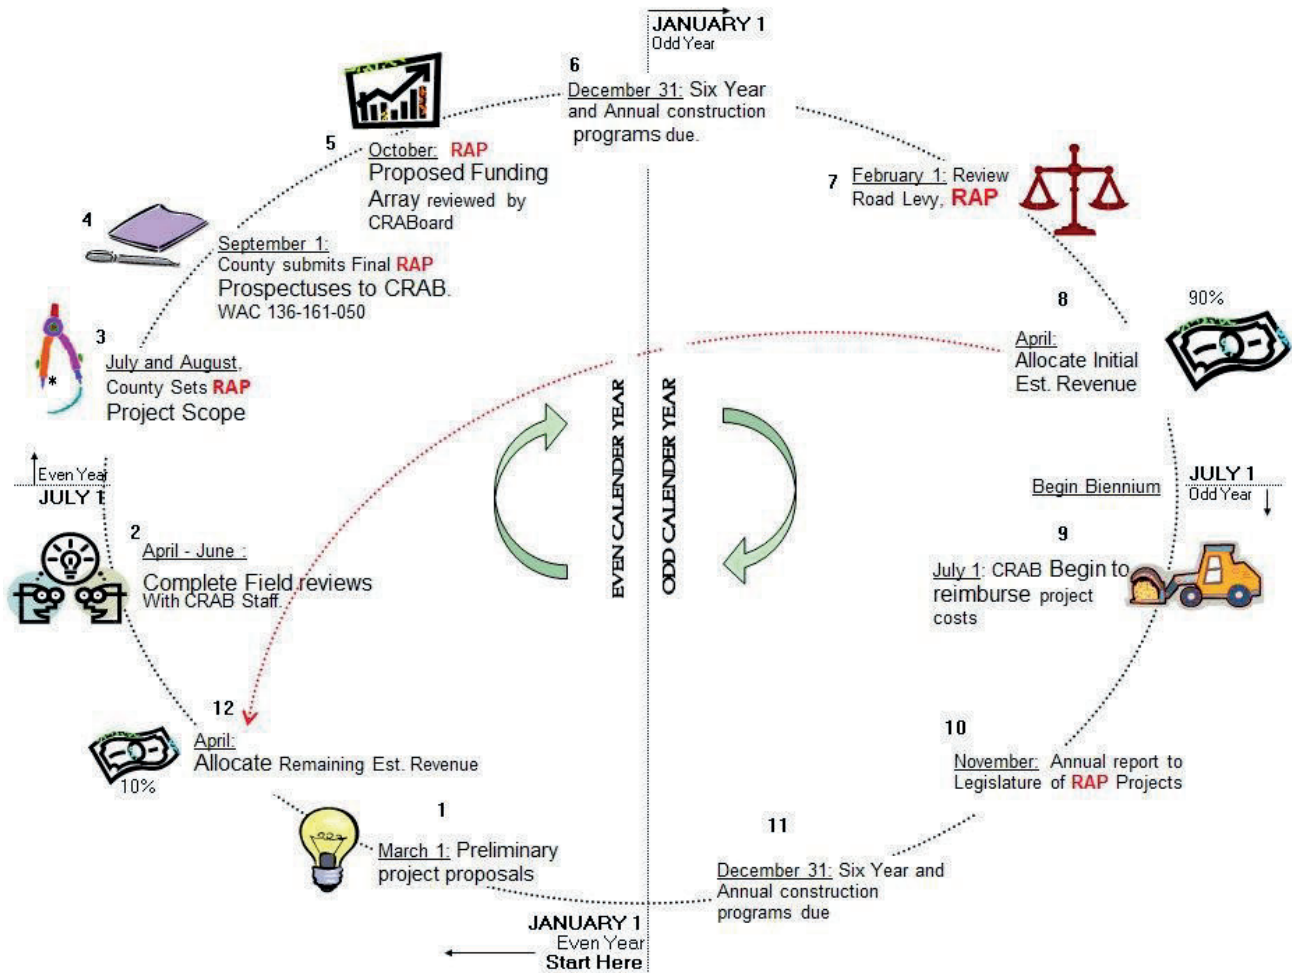 JANUARY 1
Odd Year
6
December 31: Six Year
and Annual construction
programs due.
5
October: RAP
Proposed Funding
Array reviewed by
CRABoard
7
February 1: Review
Road Levy, RAP
4
September 1:
County submits Final RAP
Prospectuses to CRAB.
WAC 136-161-050
8
90%
April:
Allocate Initial
Est. Revenue
3
*
July and August,
County Sets RAP
Project Scope
EVEN CALENDER YEAR
ODD CALENDER YEAR
Even Year
JULY 1
Begin Biennium
JULY 1
Odd Year
2
April - June :
Complete Field reviews
With CRAB Staff.
9
July 1: CRAB Begin to
reimburse project
costs
12
April:
Allocate Remaining Est. Revenue
10%
10
November: Annual report to
Legislature of RAP Projects
1
March 1: Preliminary
project proposals
11
December 31: Six Year and
Annual construction
programs due
JANUARY 1
Even Year
Start Here